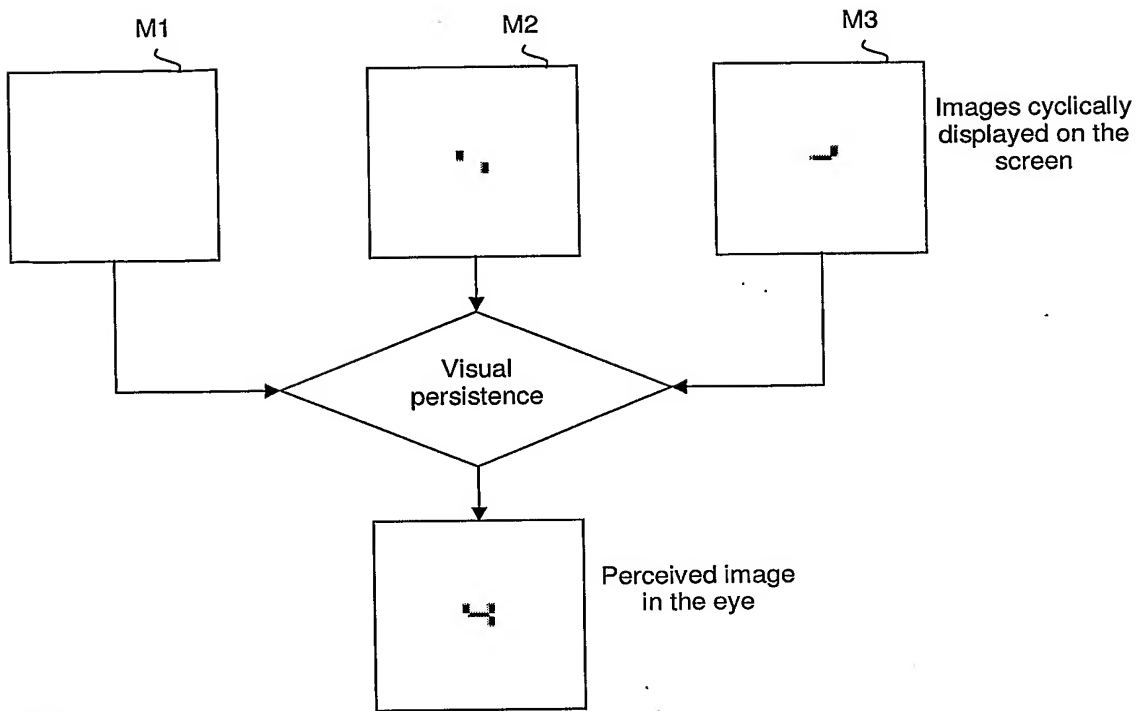 M1
M2
M3
Images cyclically
displayed on the
screen
Visual
persistence
Perceived image
in the eye